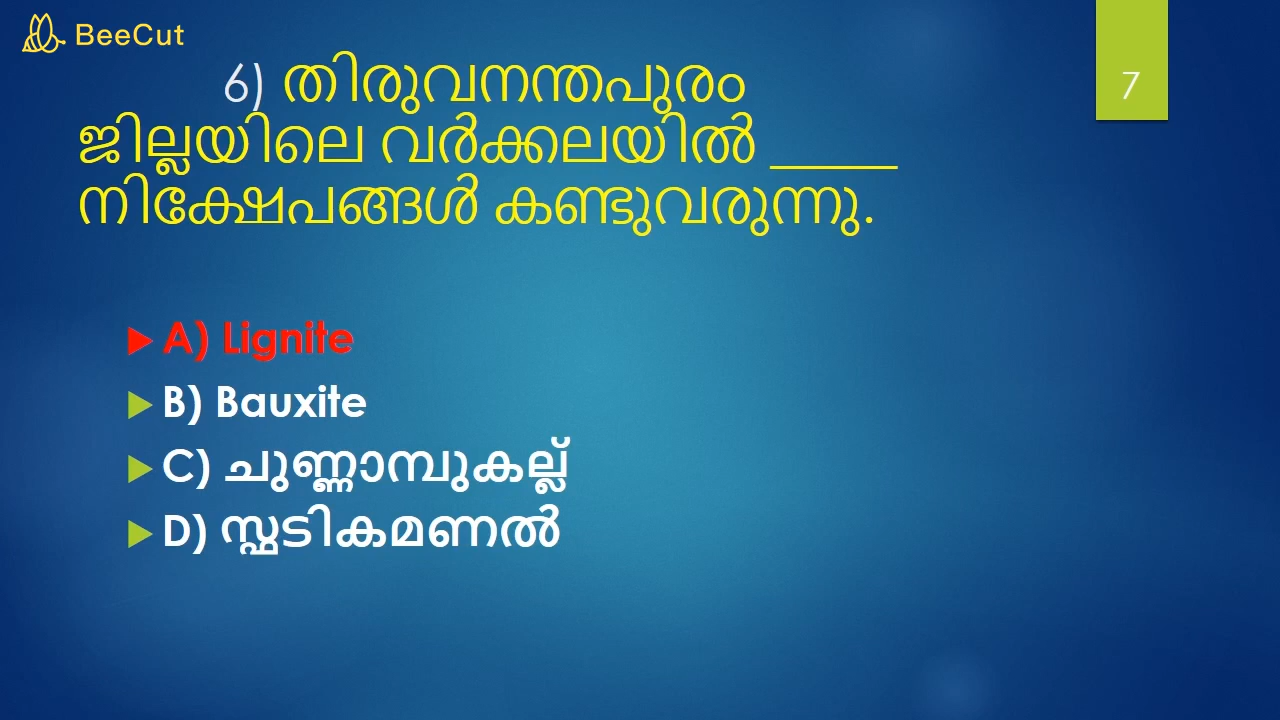 BeeCut
7
6) തിരുവനന്തപുരം
ജില്ലയിലെ വർക്കലയിൽ _____
നിക്ഷേപങ്ങൾ കണ്ടുവരുന്നു.
A) Lignite
B) Bauxite
C) ചുണ്ണാമ്പുകല്ല്
D) സ്ഫടികമണൽ